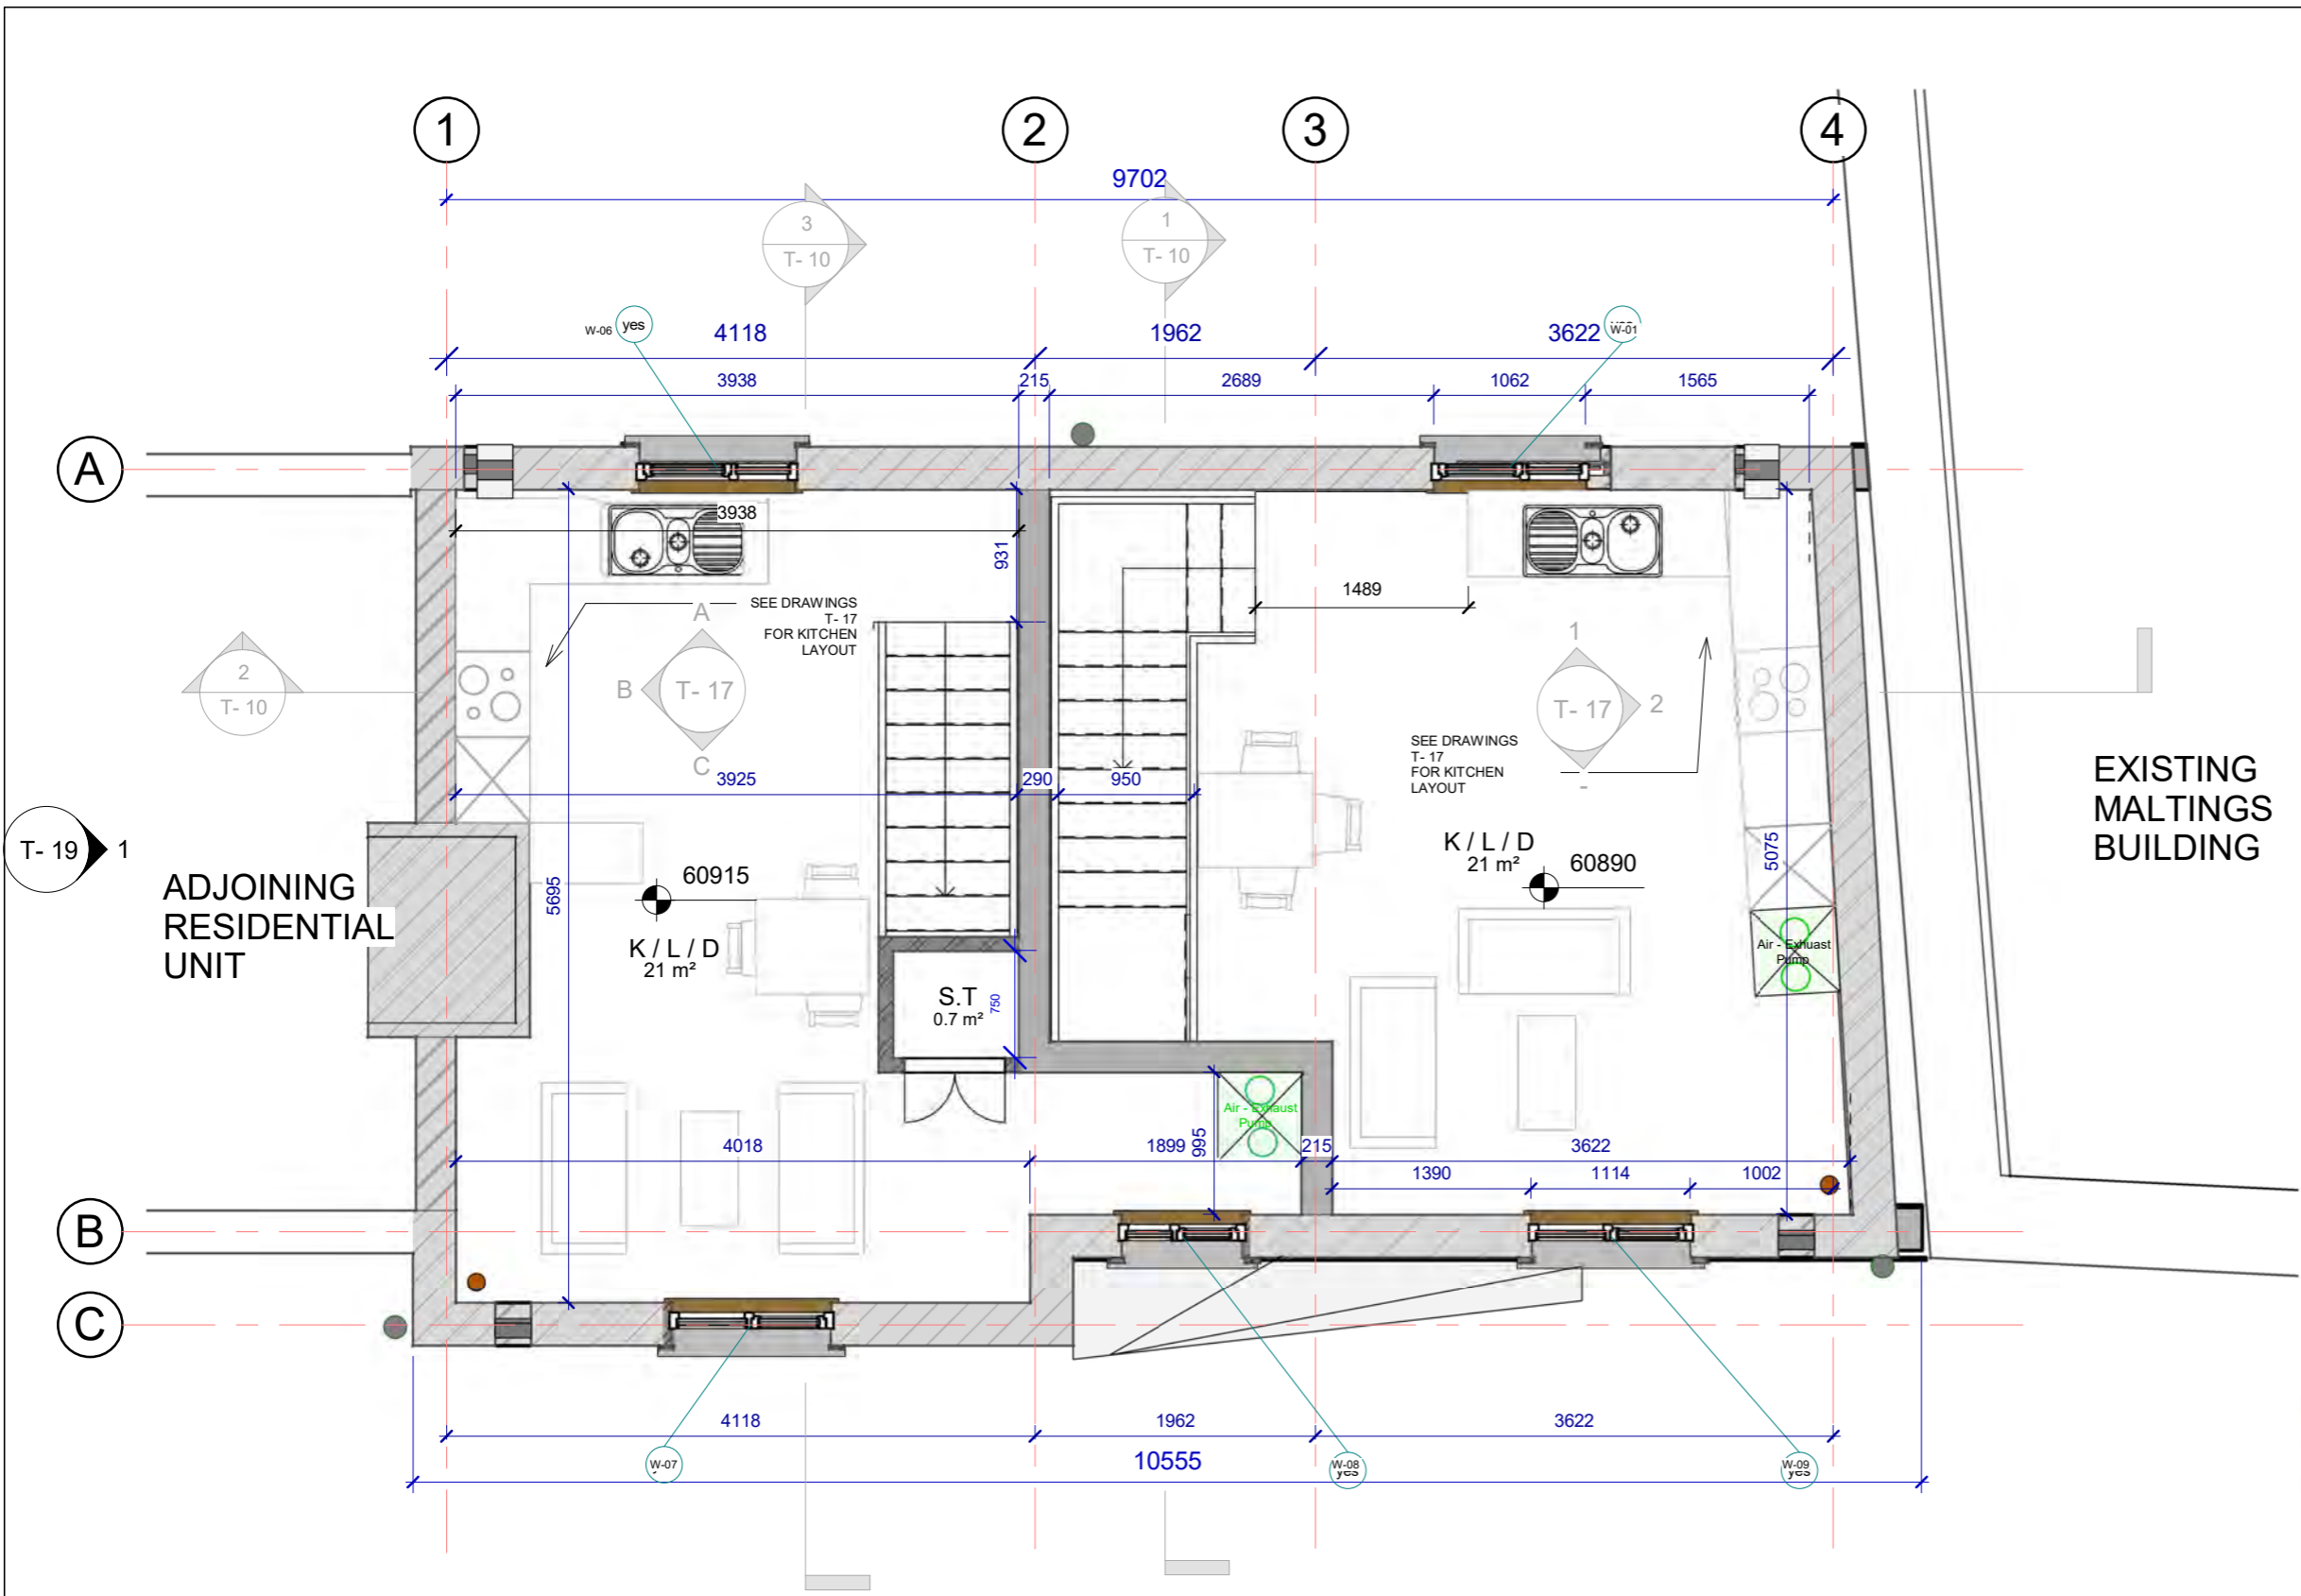 1
2
3
4
9702
3
T- 10
1
T- 10
W-06
yes
4118
1962
3622
W-01
3938
215
2689
1062
1565
A
3938
931
1489
SEE DRAWINGS
T- 17
FOR KITCHEN
LAYOUT
A
B
T- 17
C
2
T- 10
1
T- 17
2
-
SEE DRAWINGS
T- 17
FOR KITCHEN
LAYOUT
3925
290
950
EXISTING
MALTINGS
BUILDING
T- 19
1
ADJOINING
RESIDENTIAL
UNIT
5695
60915
K / L / D
21 m²
K / L / D
21 m²
60890
5075
Air - Exhuast
Pump
S.T
0.7 m²
750
Air - Exhaust
Pump
4018
1899
995
215
3622
1390
1114
1002
B
C
4118
1962
3622
10555
W-07
W-08
yes
W-09
yes